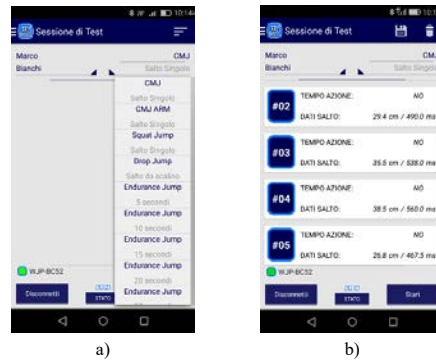 10:14
Sessione di Test
Marco
Bianchi
CMJ
Salto Singolo
CMJ
Salto Singolo
CMJ ARM
Salto Singolo
Squat Jump
Salto Singolo
Drop Jump
Salto da scalino
Endurance Jump
5 secondi
Endurance Jump
10 secondi
Endurance Jump
15 secondi
Endurance Jump
20 secondi
Endurance Jump
WJP-BC52
Disconnetti
STATO
a)
Sessione di Test
Marco
Bianchi
CMJ
Salto Singolo
#02
TEMPO AZIONE:
NO
DATI SALTO:
29.4 cm / 490.0 ms
#03
TEMPO AZIONE:
NO
DATI SALTO:
35.5 cm / 538.0 ms
#04
TEMPO AZIONE:
NO
DATI SALTO:
38.5 cm / 560.0 ms
#05
TEMPO AZIONE:
NO
DATI SALTO:
26.8 cm / 467.5 ms
WJP-BC52
Disconnetti
STATO
Start
b)